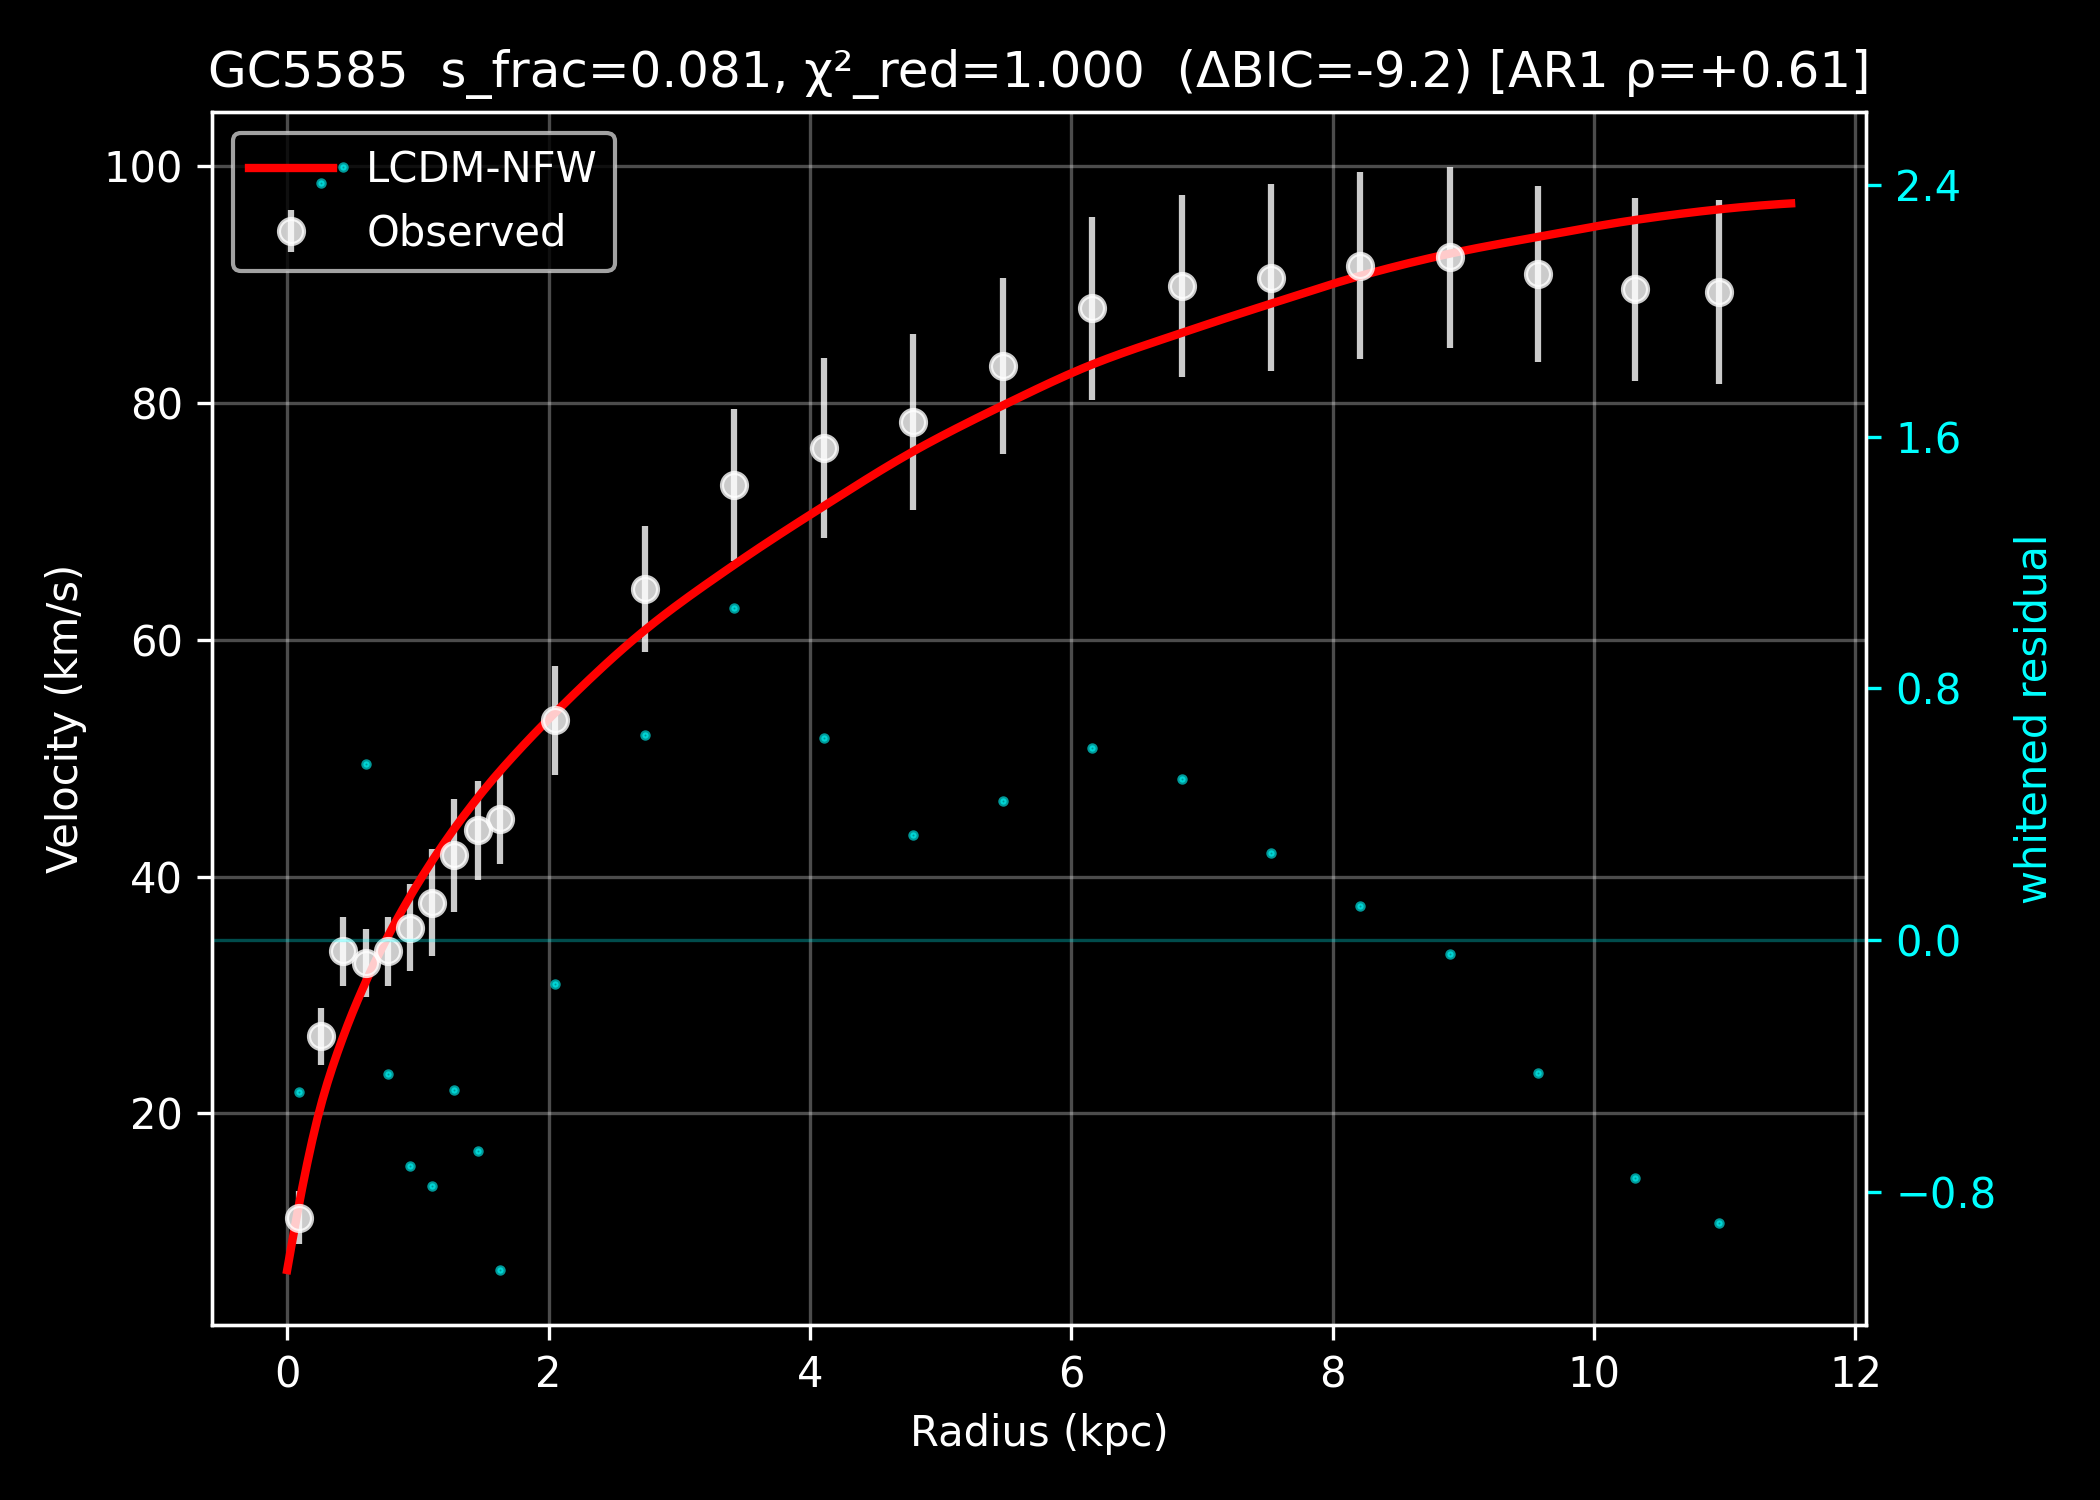 GC5585  s_frac=0.081, χ²_red=1.000  (ΔBIC=-9.2) [AR1 ρ=+0.61]
LCDM-NFW
Observed
100
80
60
40
20
Velocity (km/s)
2.4
1.6
0.8
0.0
−0.8
whitened residual
0 2 4 6 8 10 12
Radius (kpc)